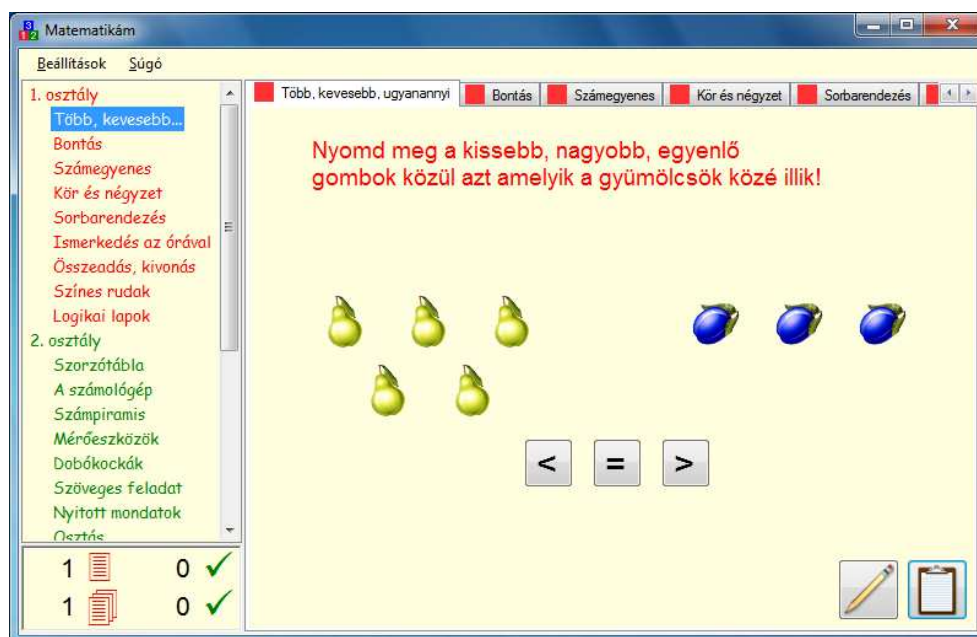 Matematikám
Beállítások Súgó
1. osztály
Több, kevesebb...
Bontás
Számegyenes
Kör és négyzet
Sorbarendezés
Ismerkedés az órával
Összeadás, kivonás
Színes rudak
Logikai lapok
2. osztály
Szorzótábla
A számológép
Számpiramis
Mérőeszközök
Dobókockák
Szöveges feladat
Nyitott mondatok
Osztás
1 0
1 0
Több, kevesebb, ugyanannyi Bontás Számegyenes Kör és négyzet Sorbarendezés
Nyomd meg a kissebb, nagyobb, egyenlő
gombok közül azt amelyik a gyümölcsök közé illik!
< = >